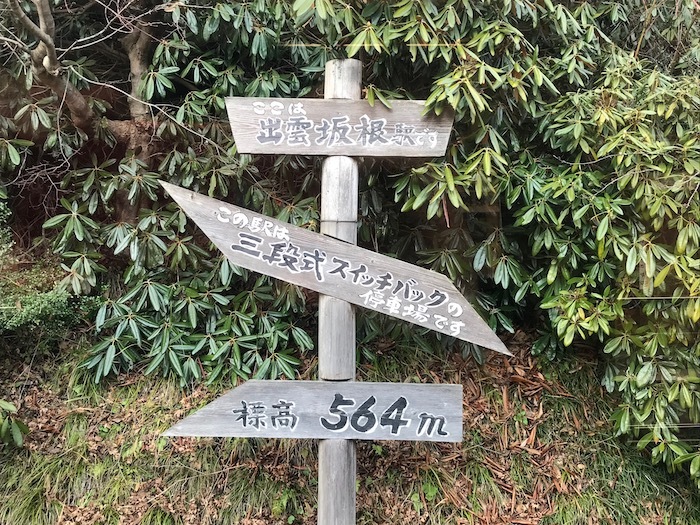 ここは
出雲坂根駅です
この駅は
三段式スイッチバックの
停車場です
標高 564m